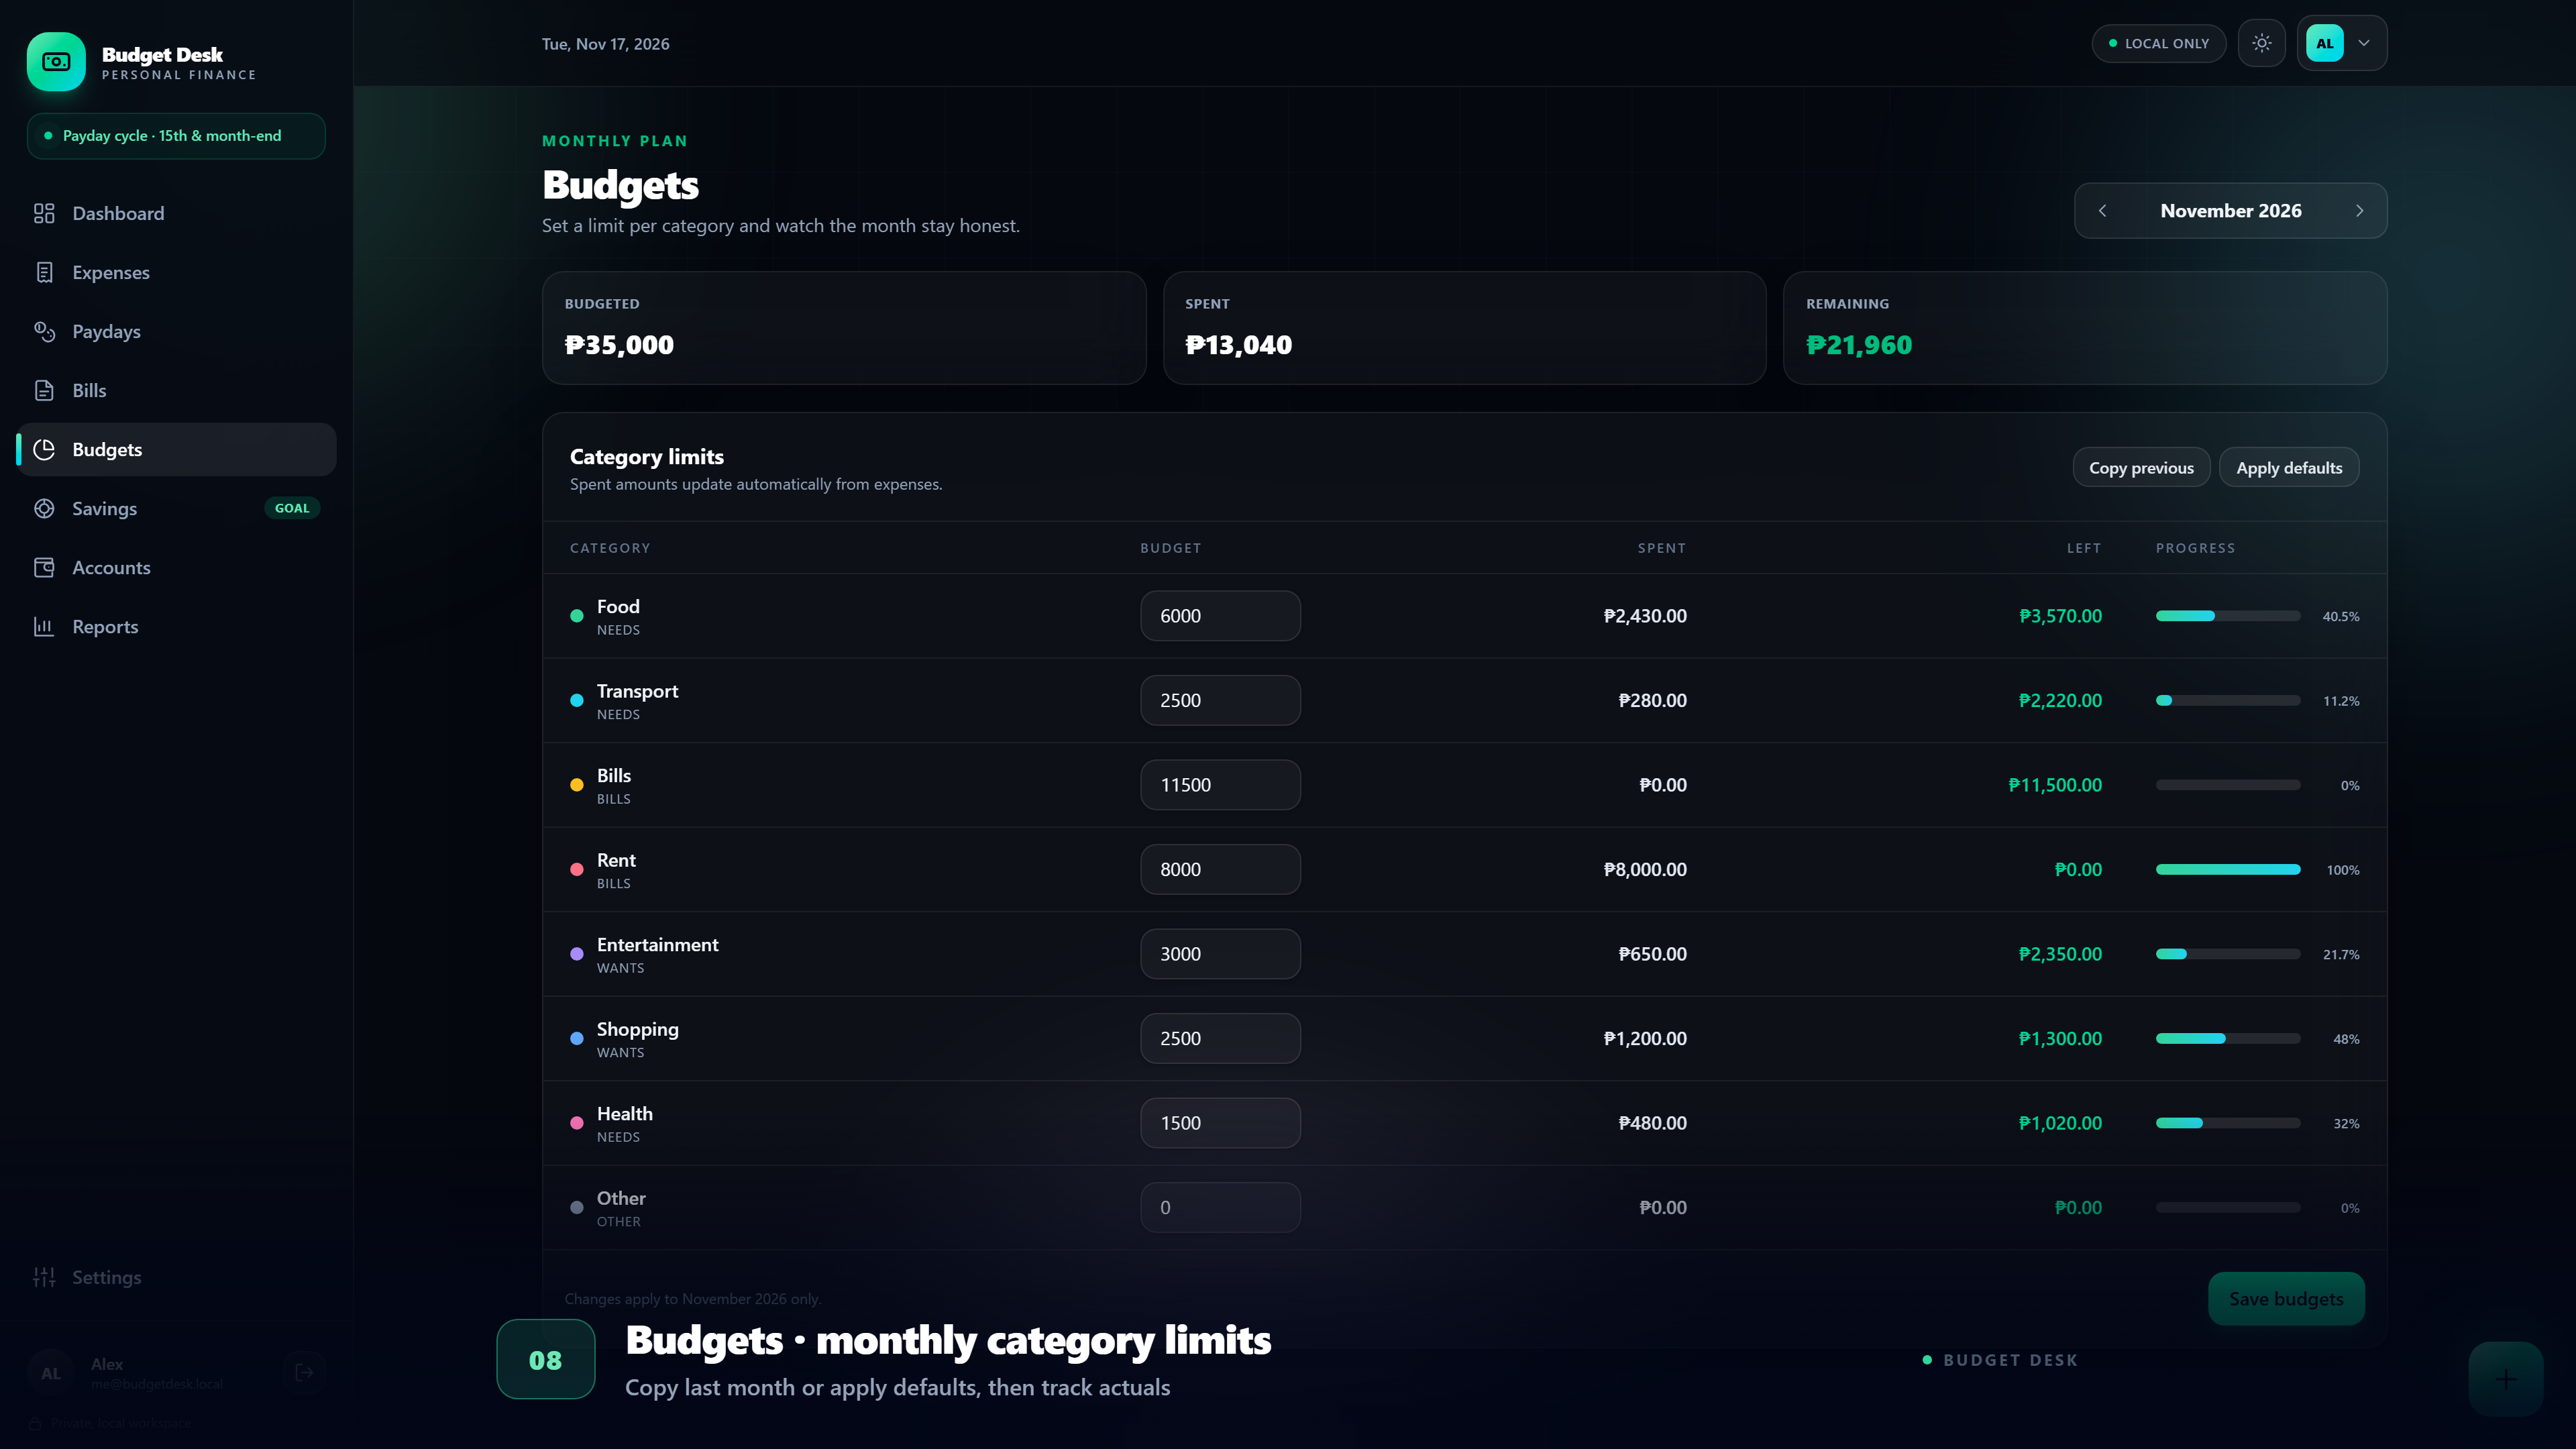 Budget Desk
PERSONAL FINANCE
Payday cycle · 15th & month-end
Dashboard
Expenses
Paydays
Bills
Budgets
Savings GOAL
Accounts
Reports
Settings
AL Alex
me@budgetdesk.local
Private, local workspace
Tue, Nov 17, 2026
LOCAL ONLY
AL
MONTHLY PLAN
Budgets
Set a limit per category and watch the month stay honest.
November 2026
BUDGETED
₱35,000
SPENT
₱13,040
REMAINING
₱21,960
Category limits
Spent amounts update automatically from expenses.
Copy previous
Apply defaults
CATEGORY BUDGET SPENT LEFT PROGRESS
Food
NEEDS
6000 ₱2,430.00 ₱3,570.00 40.5%
Transport
NEEDS
2500 ₱280.00 ₱2,220.00 11.2%
Bills
BILLS
11500 ₱0.00 ₱11,500.00 0%
Rent
BILLS
8000 ₱8,000.00 ₱0.00 100%
Entertainment
WANTS
3000 ₱650.00 ₱2,350.00 21.7%
Shopping
WANTS
2500 ₱1,200.00 ₱1,300.00 48%
Health
NEEDS
1500 ₱480.00 ₱1,020.00 32%
Other
OTHER
0 ₱0.00 ₱0.00 0%
Changes apply to November 2026 only.
Save budgets
08
Budgets · monthly category limits
Copy last month or apply defaults, then track actuals
BUDGET DESK